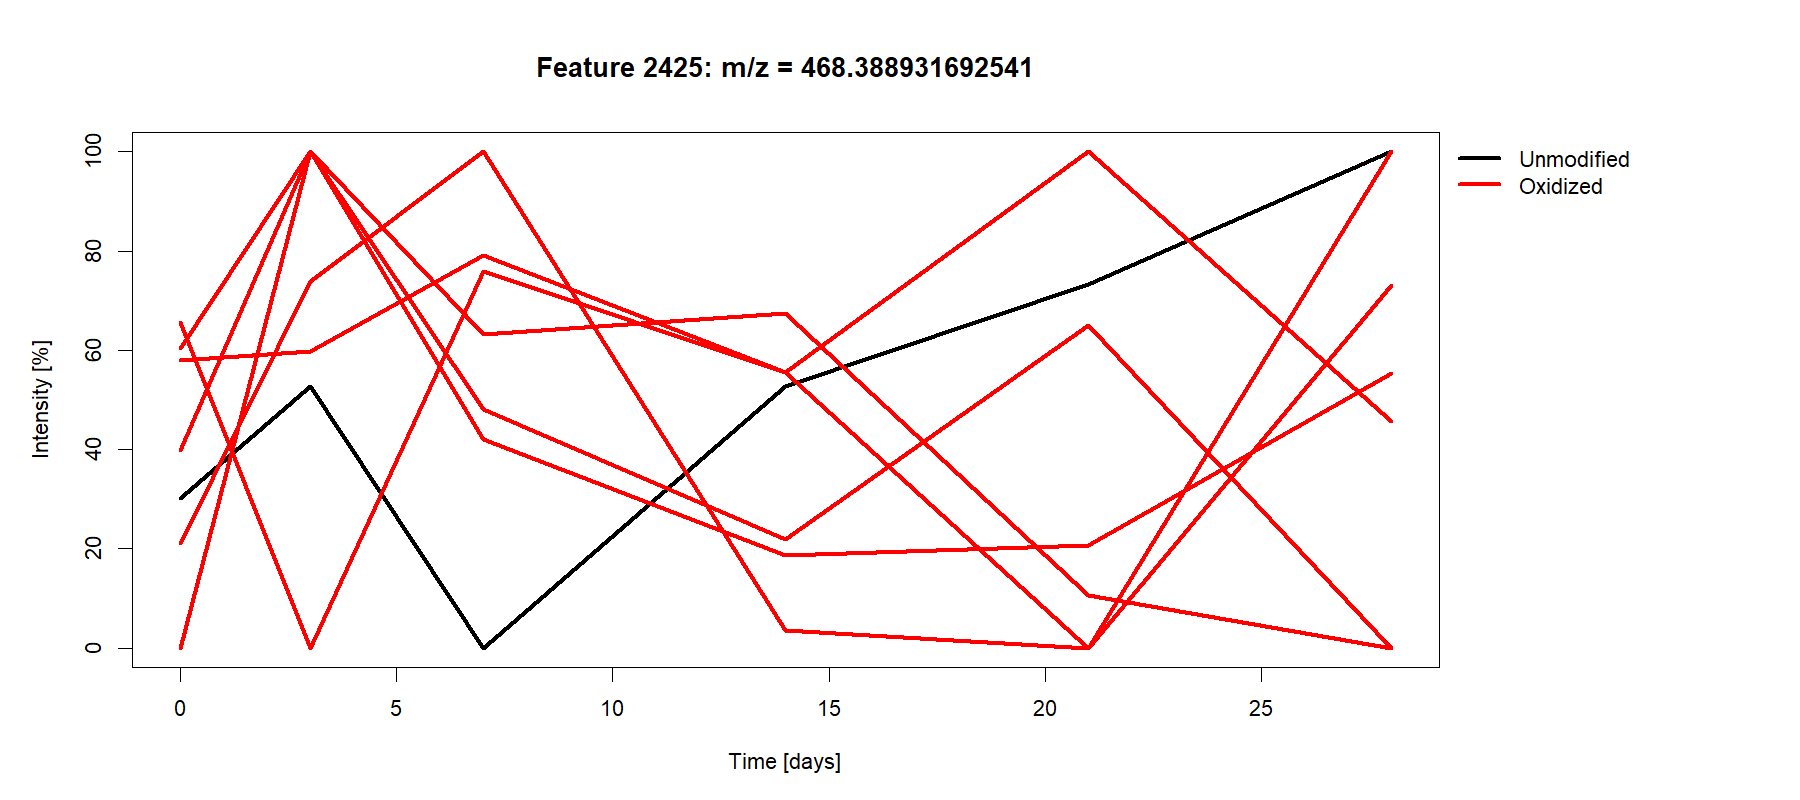 Feature 2425: m/z = 468.388931692541
Unmodified
Oxidized
Intensity [%]
100
80
60
40
20
0
0 5 10 15 20 25
Time [days]